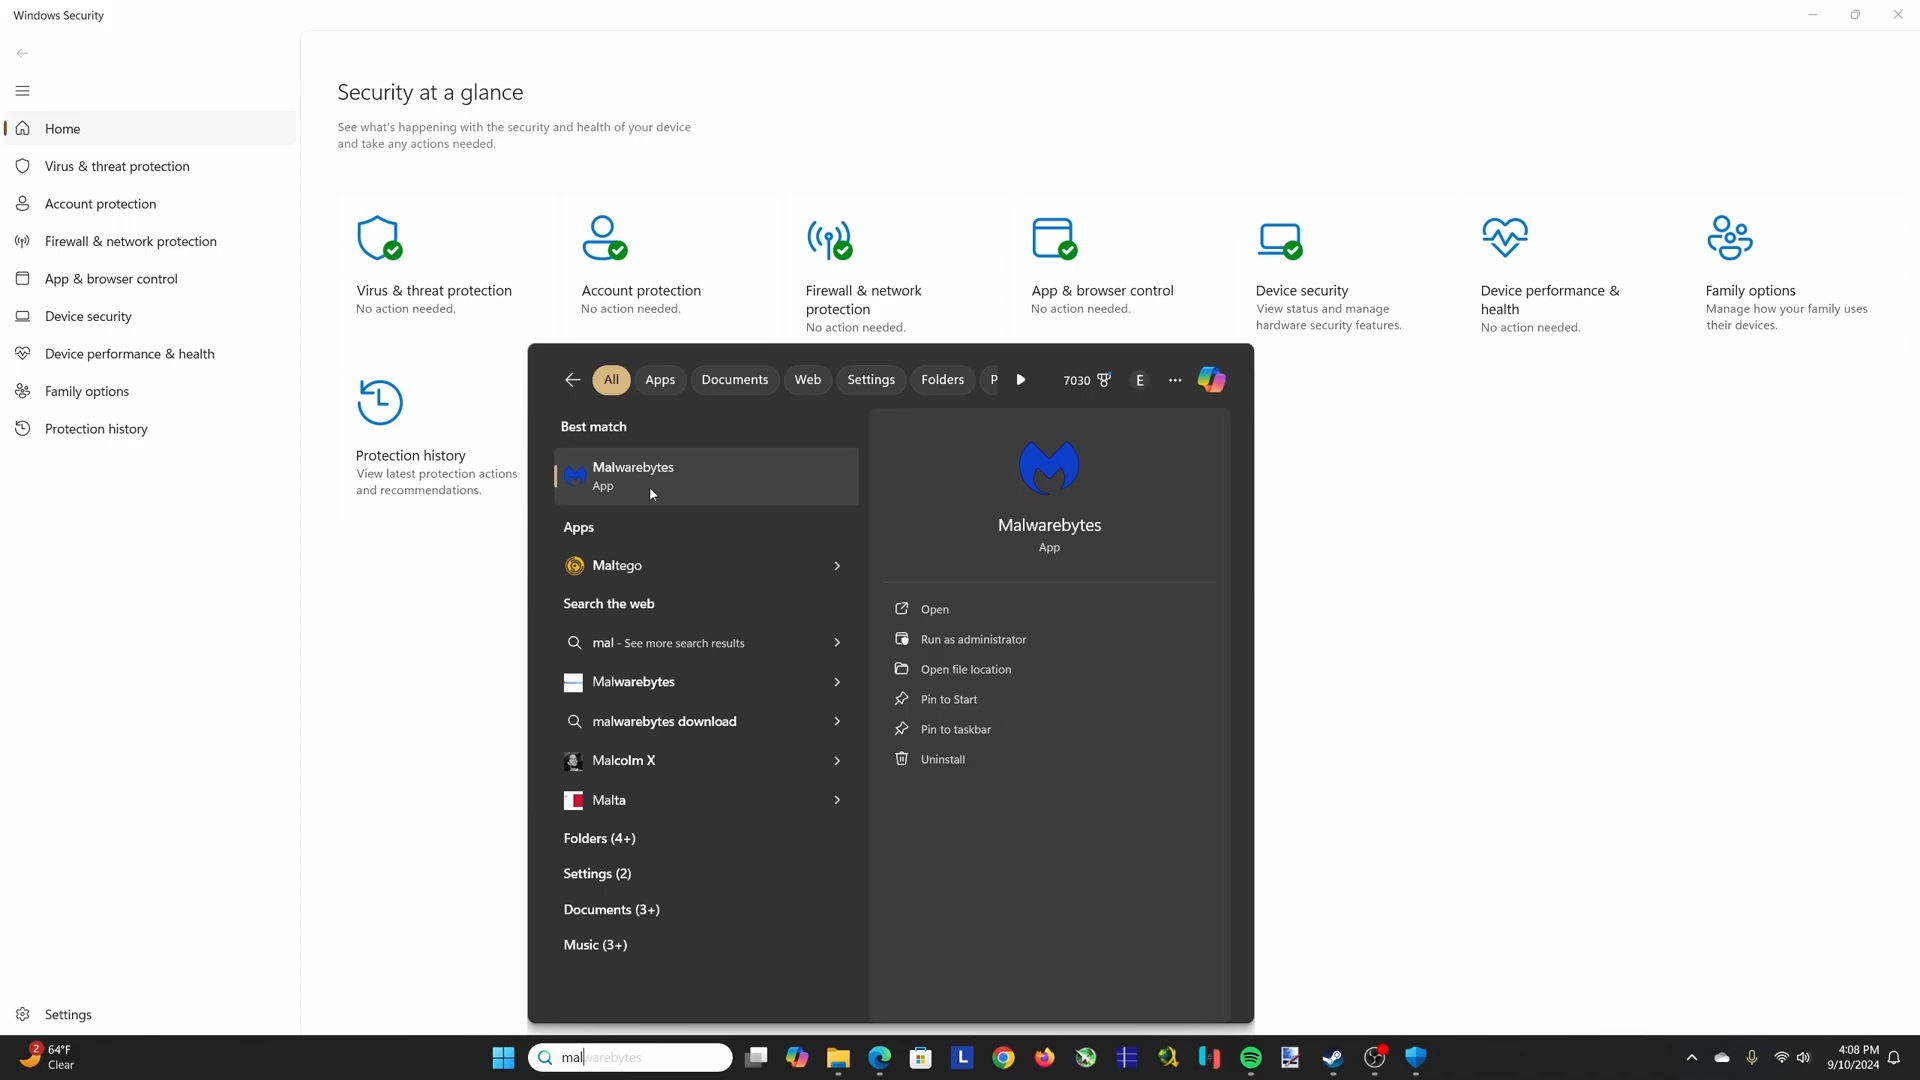 Windows Security
Home
Virus & threat protection
Account protection
Firewall & network protection
App & browser control
Device security
Device performance & health
Family options
Protection history
Settings
Security at a glance
See what's happening with the security and health of your device
and take any actions needed.
Virus & threat protection
No action needed.
Account protection
No action needed.
Firewall & network
protection
No action needed.
App & browser control
No action needed.
Device security
View status and manage
hardware security features.
Device performance &
health
No action needed.
Family options
Manage how your family uses
their devices.
Protection history
View latest protection actions
and recommendations.
All Apps Documents Web Settings Folders P 7030 E
Best match
Malwarebytes
App
Apps
Maltego
Search the web
mal - See more search results
Malwarebytes
malwarebytes download
Malcolm X
Malta
Folders (4+)
Settings (2)
Documents (3+)
Music (3+)
Malwarebytes
App
Open
Run as administrator
Open file location
Pin to Start
Pin to taskbar
Uninstall
2
64°F
Clear
malwarebytes
L
4:08 PM
9/10/2024